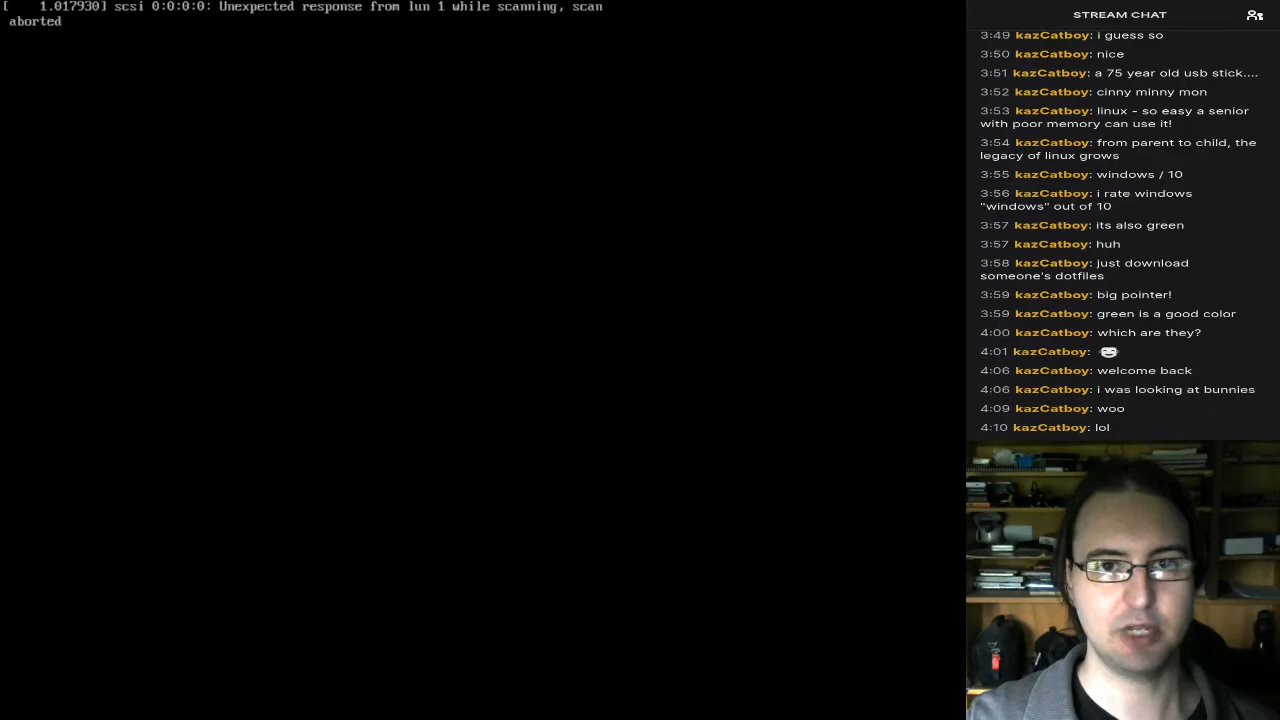 [    1.017930] scsi 0:0:0:0: Unexpected response from lun 1 while scanning, scan
aborted
STREAM CHAT
3:49 kazCatboy: i guess so
3:50 kazCatboy: nice
3:51 kazCatboy: a 75 year old usb stick....
3:52 kazCatboy: cinny minny mon
3:53 kazCatboy: linux - so easy a senior
with poor memory can use it!
3:54 kazCatboy: from parent to child, the
legacy of linux grows
3:55 kazCatboy: windows / 10
3:56 kazCatboy: i rate windows
"windows" out of 10
3:57 kazCatboy: its also green
3:57 kazCatboy: huh
3:58 kazCatboy: just download
someone's dotfiles
3:59 kazCatboy: big pointer!
3:59 kazCatboy: green is a good color
4:00 kazCatboy: which are they?
4:01 kazCatboy:
4:06 kazCatboy: welcome back
4:06 kazCatboy: i was looking at bunnies
4:09 kazCatboy: woo
4:10 kazCatboy: lol